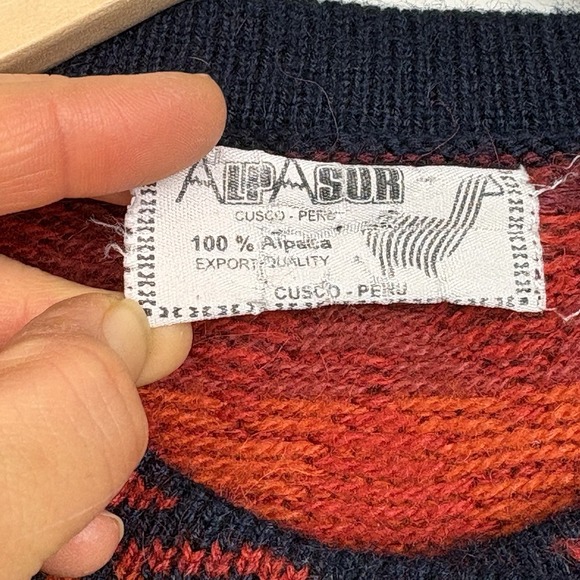 ALPASUR
CUSCO - PERU
100 % Alpaca
EXPORT QUALITY
CUSCO - PERU